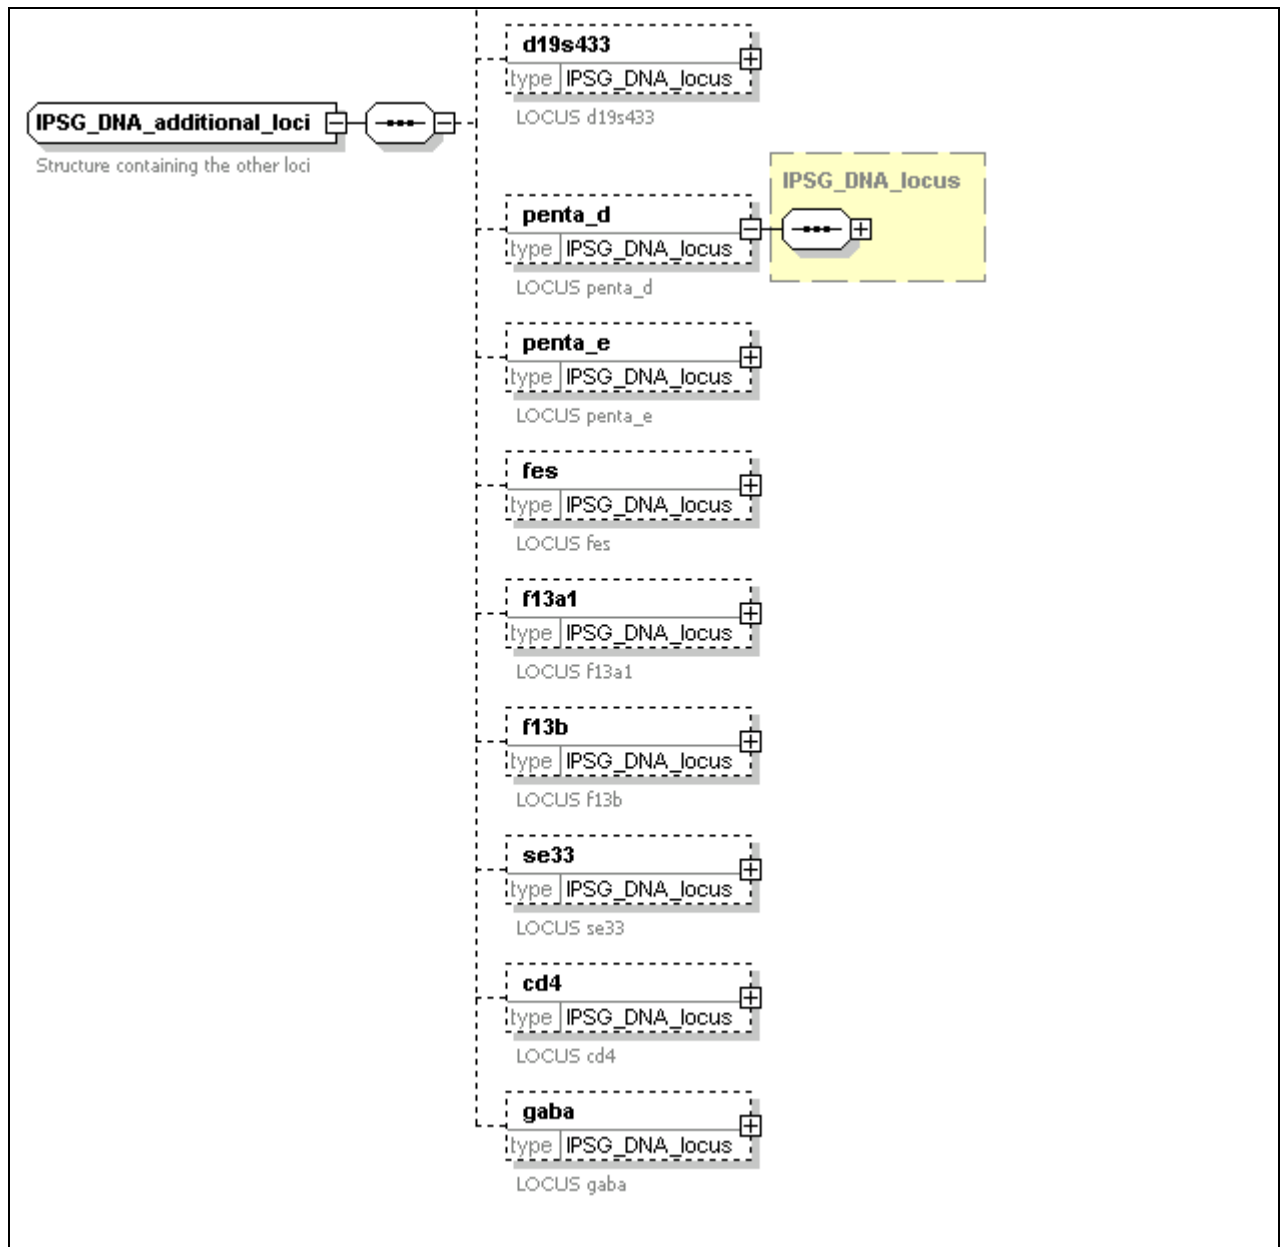 d19s433
type IPSG_DNA_locus
LOCUS d19s433
IPSG_DNA_additional_loci
Structure containing the other loci
IPSG_DNA_locus
penta_d
type IPSG_DNA_locus
LOCUS penta_d
penta_e
type IPSG_DNA_locus
LOCUS penta_e
fes
type IPSG_DNA_locus
LOCUS fes
f13a1
type IPSG_DNA_locus
LOCUS f13a1
f13b
type IPSG_DNA_locus
LOCUS f13b
se33
type IPSG_DNA_locus
LOCUS se33
cd4
type IPSG_DNA_locus
LOCUS cd4
gaba
type IPSG_DNA_locus
LOCUS gaba